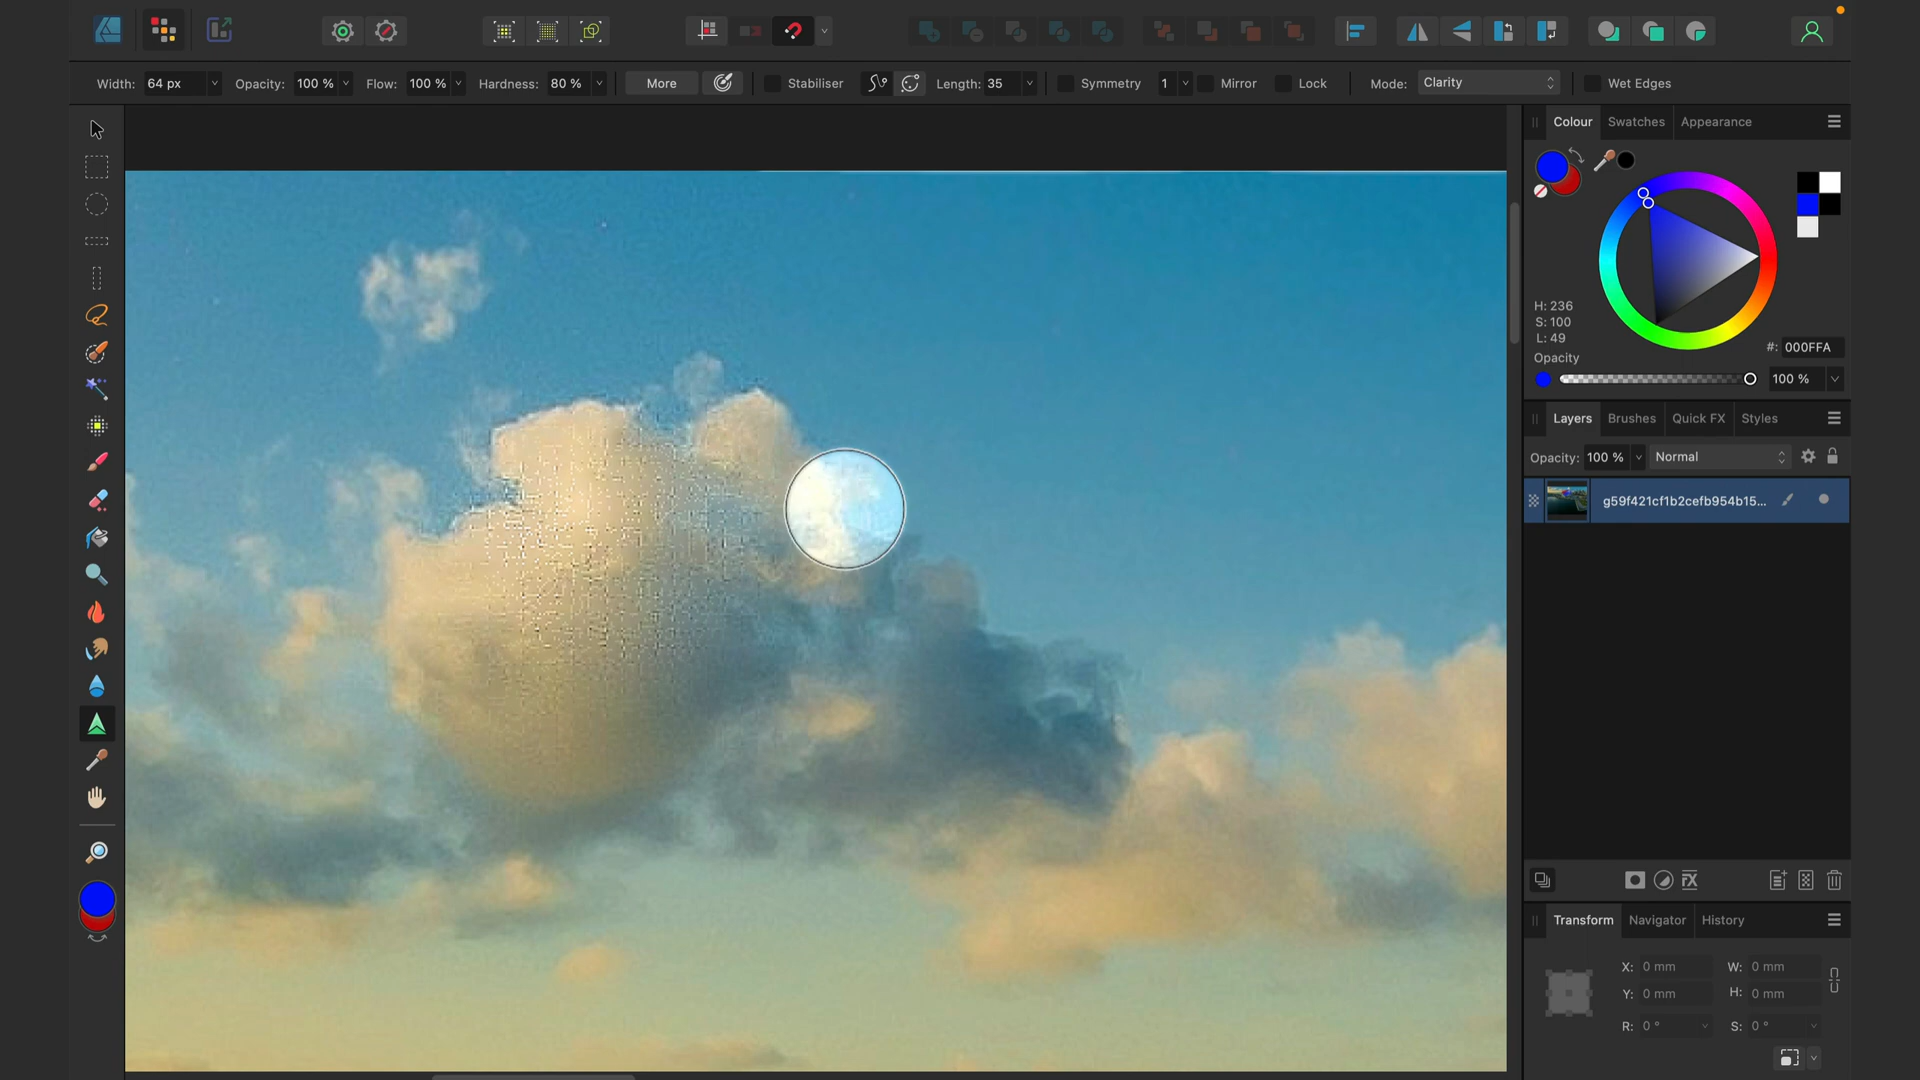 Width: 64 px Opacity: 100 % Flow: 100 % Hardness: 80 % More Stabiliser Length: 35 Symmetry 1 Mirror Lock Mode: Clarity Wet Edges
Colour Swatches Appearance
H: 236
S: 100
L: 49
#: 000FFA
Opacity
100 %
Layers Brushes Quick FX Styles
Opacity: 100 % Normal
g59f421cf1b2cefb954b15...
FX
Transform Navigator History
X: 0 mm W: 0 mm
Y: 0 mm H: 0 mm
R: 0 ° S: 0 °